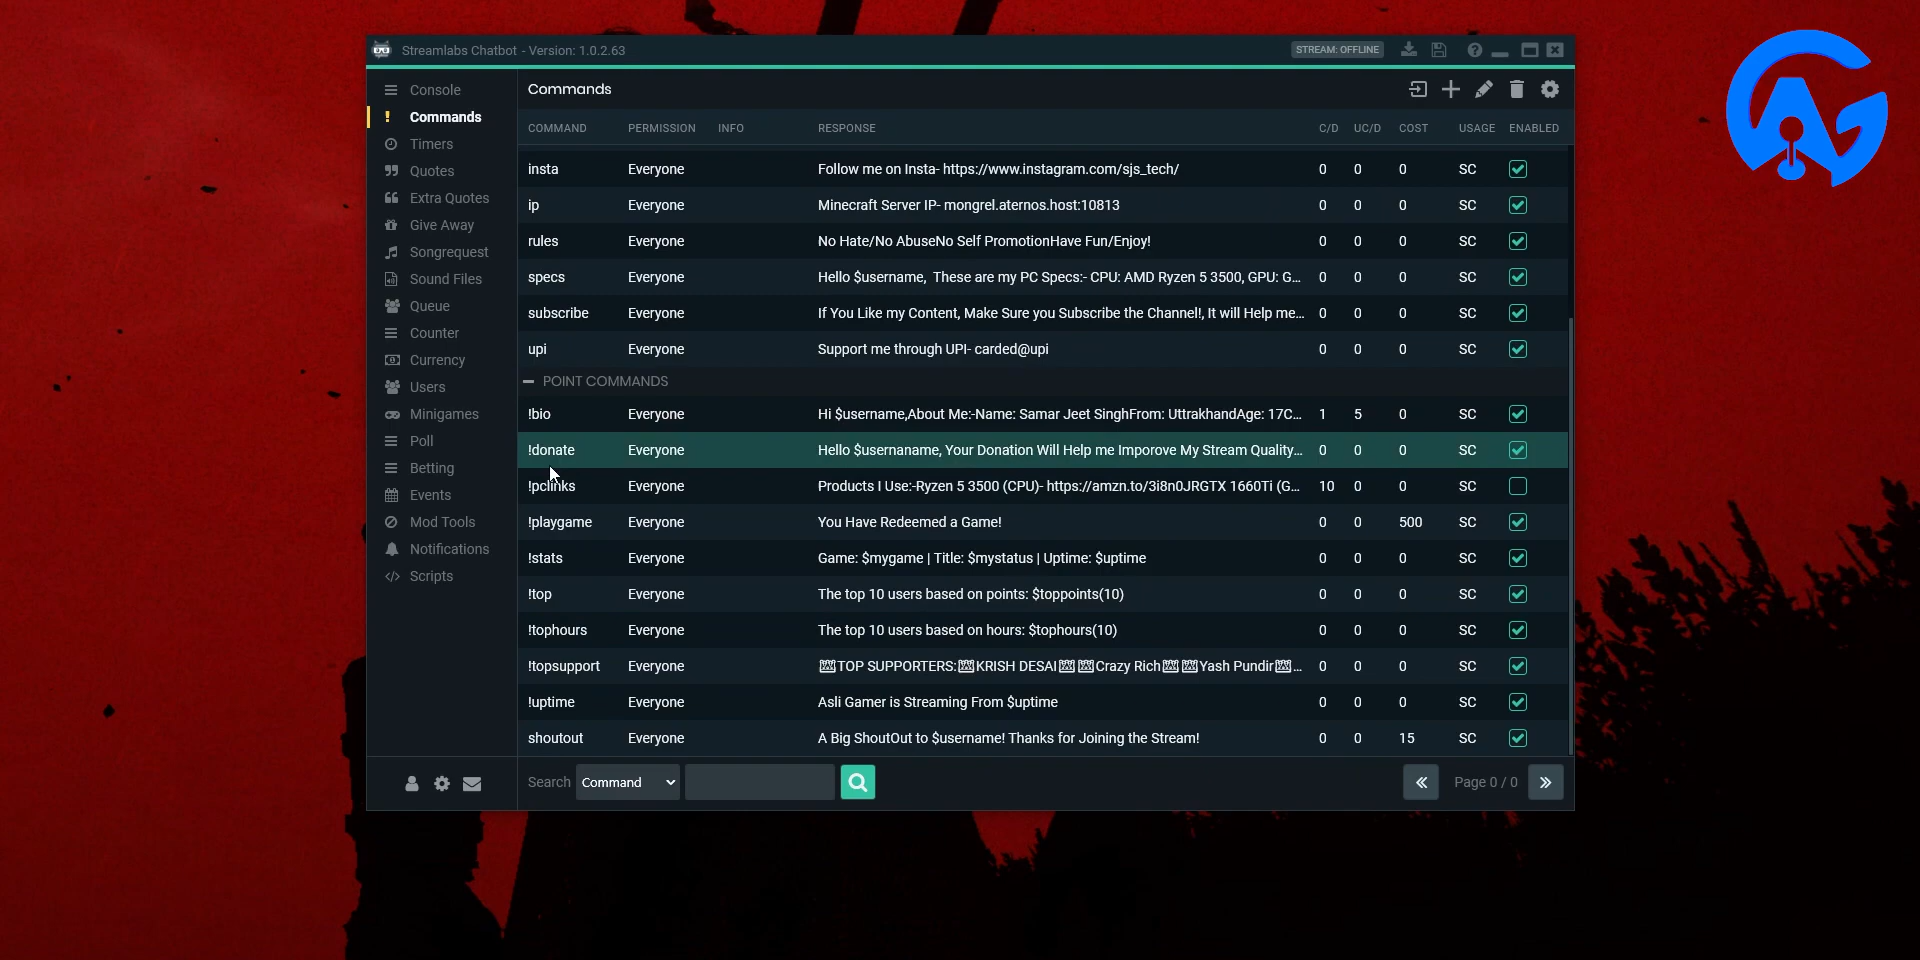 Streamlabs Chatbot - Version: 1.0.2.63
STREAM: OFFLINE
Console
Commands
Timers
Quotes
Extra Quotes
Give Away
Songrequest
Sound Files
Queue
Counter
Currency
Users
Minigames
Poll
Betting
Events
Mod Tools
Notifications
Scripts
Commands
COMMAND PERMISSION INFO RESPONSE C/D UC/D COST USAGE ENABLED
insta Everyone Follow me on Insta- https://www.instagram.com/sjs_tech/ 0 0 0 SC
ip Everyone Minecraft Server IP- mongrel.aternos.host:10813 0 0 0 SC
rules Everyone No Hate/No AbuseNo Self PromotionHave Fun/Enjoy! 0 0 0 SC
specs Everyone Hello $username, These are my PC Specs:- CPU: AMD Ryzen 5 3500, GPU: G... 0 0 0 SC
subscribe Everyone If You Like my Content, Make Sure you Subscribe the Channel!, It will Help me... 0 0 0 SC
upi Everyone Support me through UPI- carded@upi 0 0 0 SC
POINT COMMANDS
!bio Everyone Hi $username,About Me:-Name: Samar Jeet SinghFrom: UttrakhandAge: 17C... 1 5 0 SC
!donate Everyone Hello $usernaname, Your Donation Will Help me Imporove My Stream Quality... 0 0 0 SC
!pclinks Everyone Products I Use:-Ryzen 5 3500 (CPU)- https://amzn.to/3i8n0JRGTX 1660Ti (G... 10 0 0 SC
!playgame Everyone You Have Redeemed a Game! 0 0 500 SC
!stats Everyone Game: $mygame | Title: $mystatus | Uptime: $uptime 0 0 0 SC
!top Everyone The top 10 users based on points: $toppoints(10) 0 0 0 SC
!tophours Everyone The top 10 users based on hours: $tophours(10) 0 0 0 SC
!topsupport Everyone TOP SUPPORTERS: KRISH DESAI Crazy Rich Yash Pundir ... 0 0 0 SC
!uptime Everyone Asli Gamer is Streaming From $uptime 0 0 0 SC
shoutout Everyone A Big ShoutOut to $username! Thanks for Joining the Stream! 0 0 15 SC
Search Command Page 0 / 0